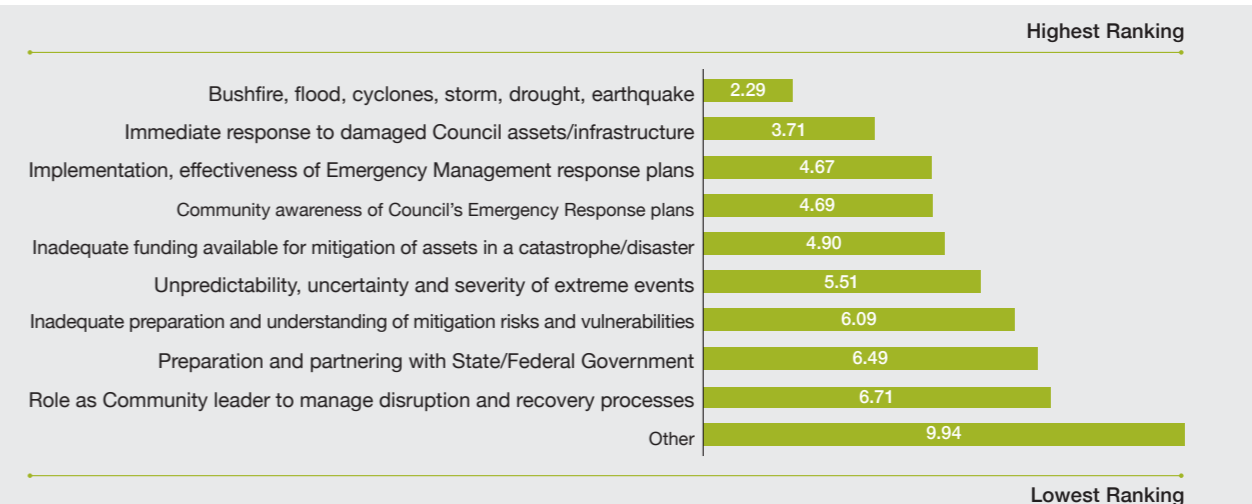 Highest Ranking
Bushfire, flood, cyclones, storm, drought, earthquake 2.29
Immediate response to damaged Council assets/infrastructure 3.71
Implementation, effectiveness of Emergency Management response plans 4.67
Community awareness of Council's Emergency Response plans 4.69
Inadequate funding available for mitigation of assets in a catastrophe/disaster 4.90
Unpredictability, uncertainty and severity of extreme events 5.51
Inadequate preparation and understanding of mitigation risks and vulnerabilities 6.09
Preparation and partnering with State/Federal Government 6.49
Role as Community leader to manage disruption and recovery processes 6.71
Other 9.94
Lowest Ranking